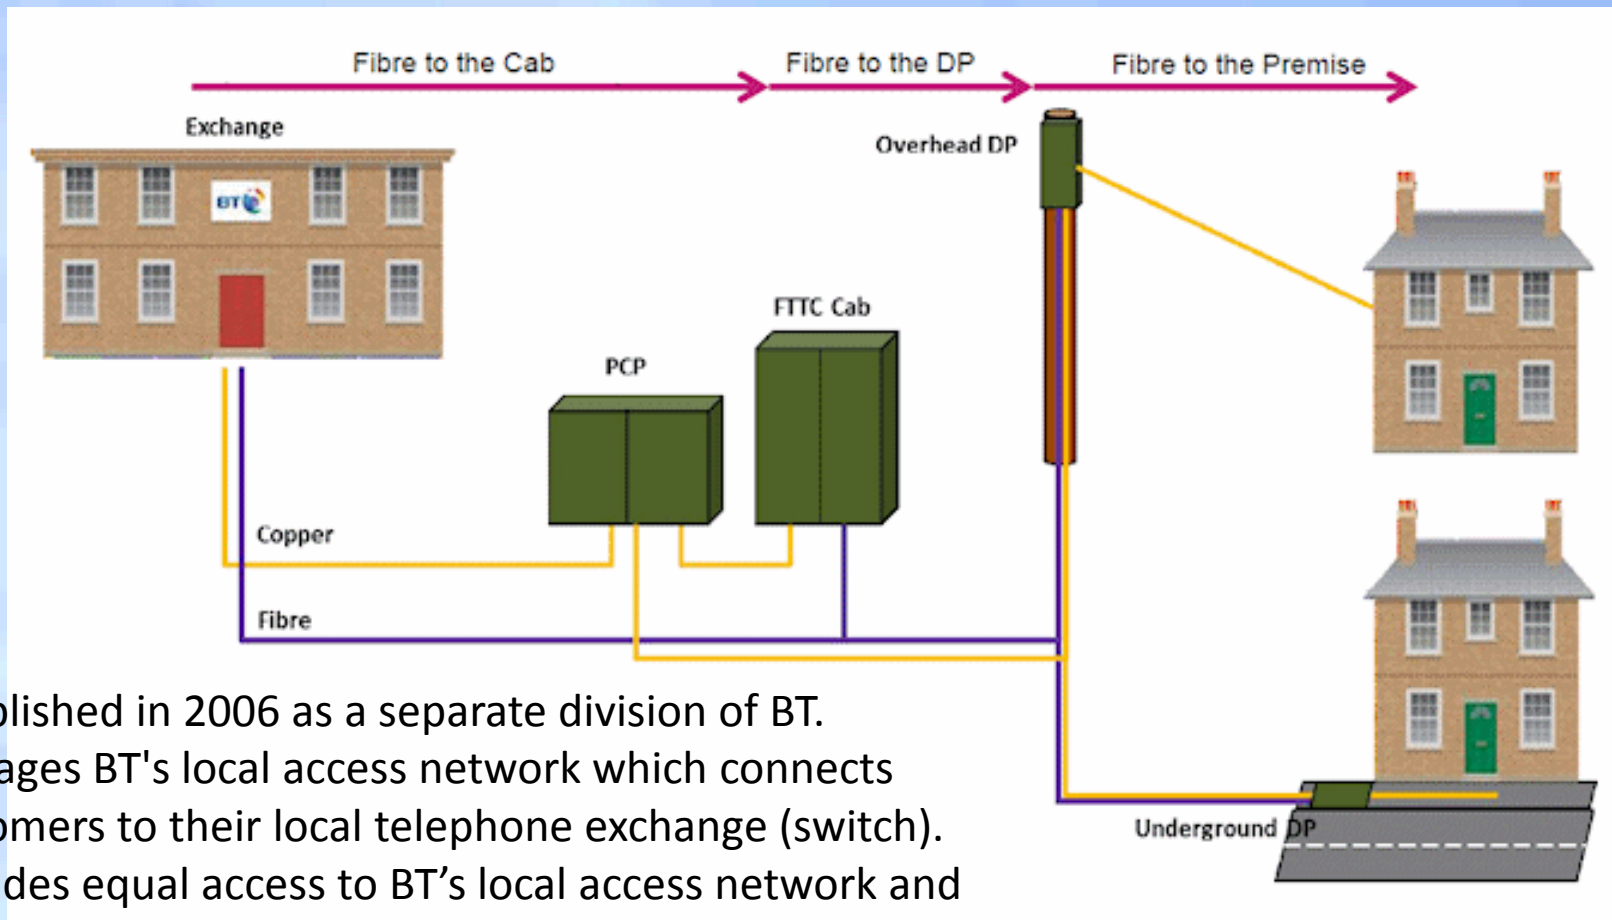 Fibre to the Cab Fibre to the DP Fibre to the Premise
Exchange
Overhead DP
BT
FTTC Cab
PCP
Copper
Fibre
blished in 2006 as a separate division of BT.
ages BT's local access network which connects
omers to their local telephone exchange (switch).
Underground DP
des equal access to BT’s local access network and